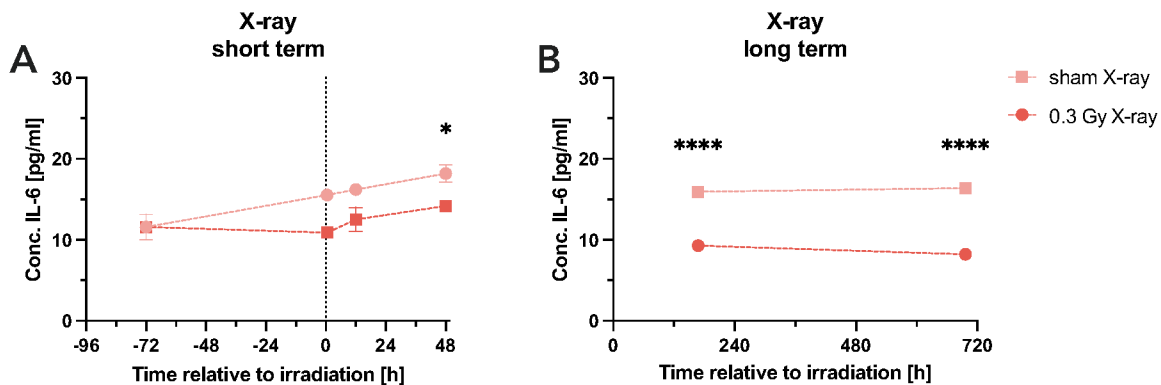 X-ray
short term
A
Conc. IL-6 [pg/ml]
30
20
10
0
*
-96 -72 -48 -24 0 24 48
Time relative to irradiation [h]
X-ray
long term
B
Conc. IL-6 [pg/ml]
30
20
10
0
**** ****
0 240 480 720
Time relative to irradiation [h]
sham X-ray
0.3 Gy X-ray